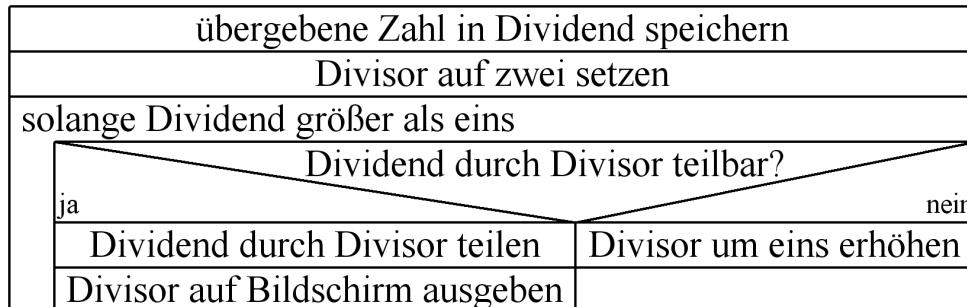 übergebene Zahl in Dividend speichern
Divisor auf zwei setzen
solange Dividend größer als eins
Dividend durch Divisor teilbar?
ja
nein
Dividend durch Divisor teilen
Divisor um eins erhöhen
Divisor auf Bildschirm ausgeben